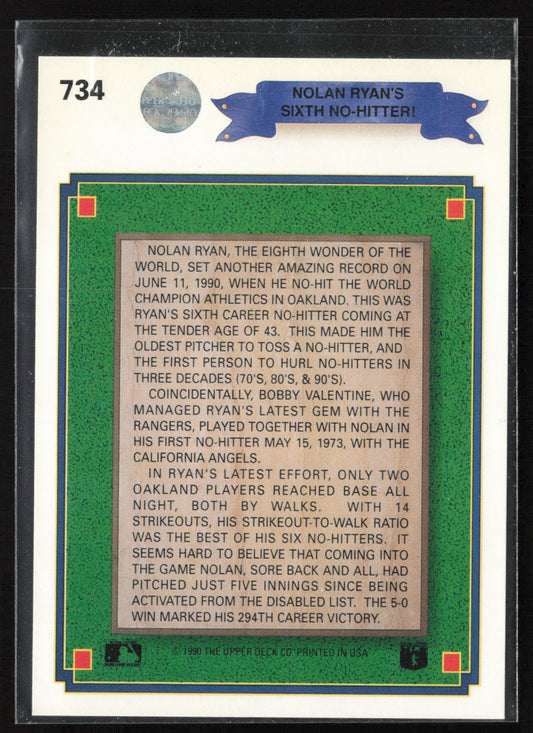 734
NOLAN RYAN'S
SIXTH NO-HITTER!
NOLAN RYAN, THE EIGHTH WONDER OF THE
WORLD, SET ANOTHER AMAZING RECORD ON
JUNE 11, 1990, WHEN HE NO-HIT THE WORLD
CHAMPION ATHLETICS IN OAKLAND. THIS WAS
RYAN'S SIXTH CAREER NO-HITTER COMING AT
THE TENDER AGE OF 43. THIS MADE HIM THE
OLDEST PITCHER TO TOSS A NO-HITTER, AND
THE FIRST PERSON TO HURL NO-HITTERS IN
THREE DECADES (70'S, 80'S, & 90'S).
COINCIDENTALLY, BOBBY VALENTINE, WHO
MANAGED RYAN'S LATEST GEM WITH THE
RANGERS, PLAYED TOGETHER WITH NOLAN IN
HIS FIRST NO-HITTER MAY 15, 1973, WITH THE
CALIFORNIA ANGELS.
IN RYAN'S LATEST EFFORT, ONLY TWO
OAKLAND PLAYERS REACHED BASE ALL
NIGHT, BOTH BY WALKS. WITH 14
STRIKEOUTS, HIS STRIKEOUT-TO-WALK RATIO
WAS THE BEST OF HIS SIX NO-HITTERS. IT
SEEMS HARD TO BELIEVE THAT COMING INTO
THE GAME NOLAN, SORE BACK AND ALL, HAD
PITCHED JUST FIVE INNINGS SINCE BEING
ACTIVATED FROM THE DISABLED LIST. THE 5-0
WIN MARKED HIS 294TH CAREER VICTORY.
© 1990 THE UPPER DECK CO. PRINTED IN USA